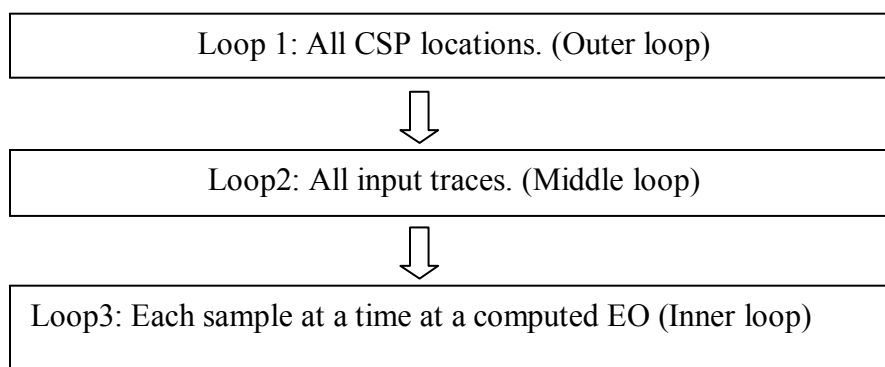 Loop 1: All CSP locations. (Outer loop)
Loop2: All input traces. (Middle loop)
Loop3: Each sample at a time at a computed EO (Inner loop)